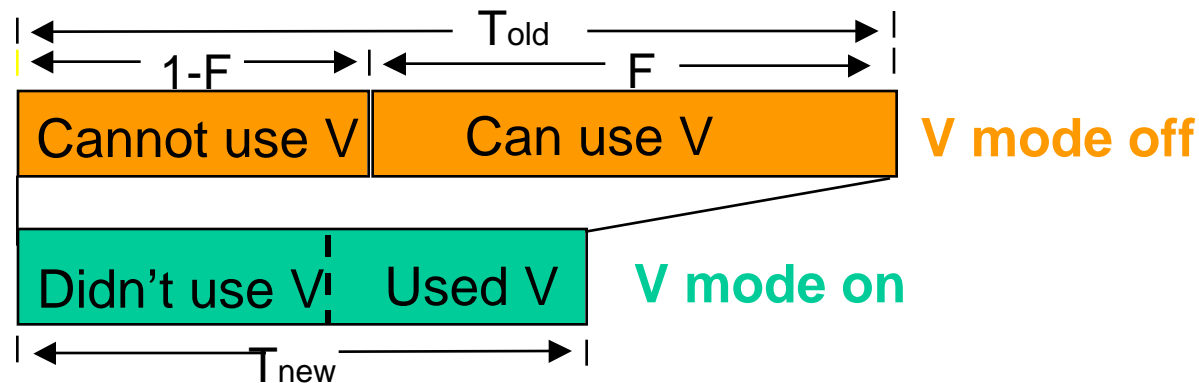 Told
1-F F
Cannot use V Can use V V mode off
Didn't use V Used V V mode on
Tnew